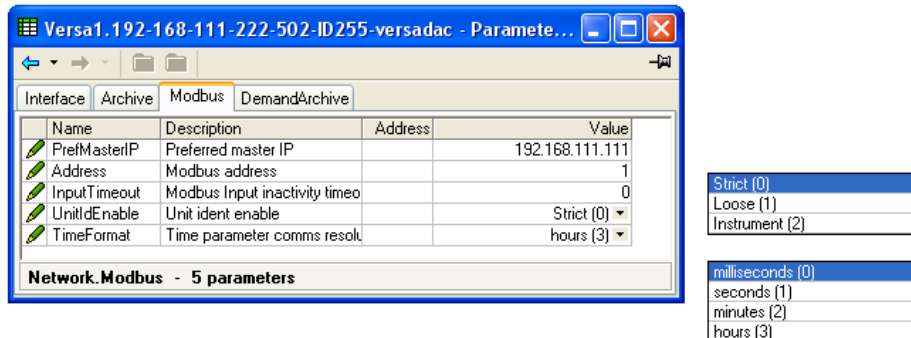 Versa1.192-168-111-222-502-ID255-versadac - Paramete...
Interface Archive Modbus DemandArchive
Name Description Address Value
PrefMasterIP Preferred master IP 192.168.111.111
Address Modbus address 1
InputTimeout Modbus Input inactivity timeo 0
UnitIdEnable Unit ident enable Strict (0)
TimeFormat Time parameter comms resolu hours (3)
Network.Modbus - 5 parameters
Strict (0)
Loose (1)
Instrument (2)
milliseconds (0)
seconds (1)
minutes (2)
hours (3)